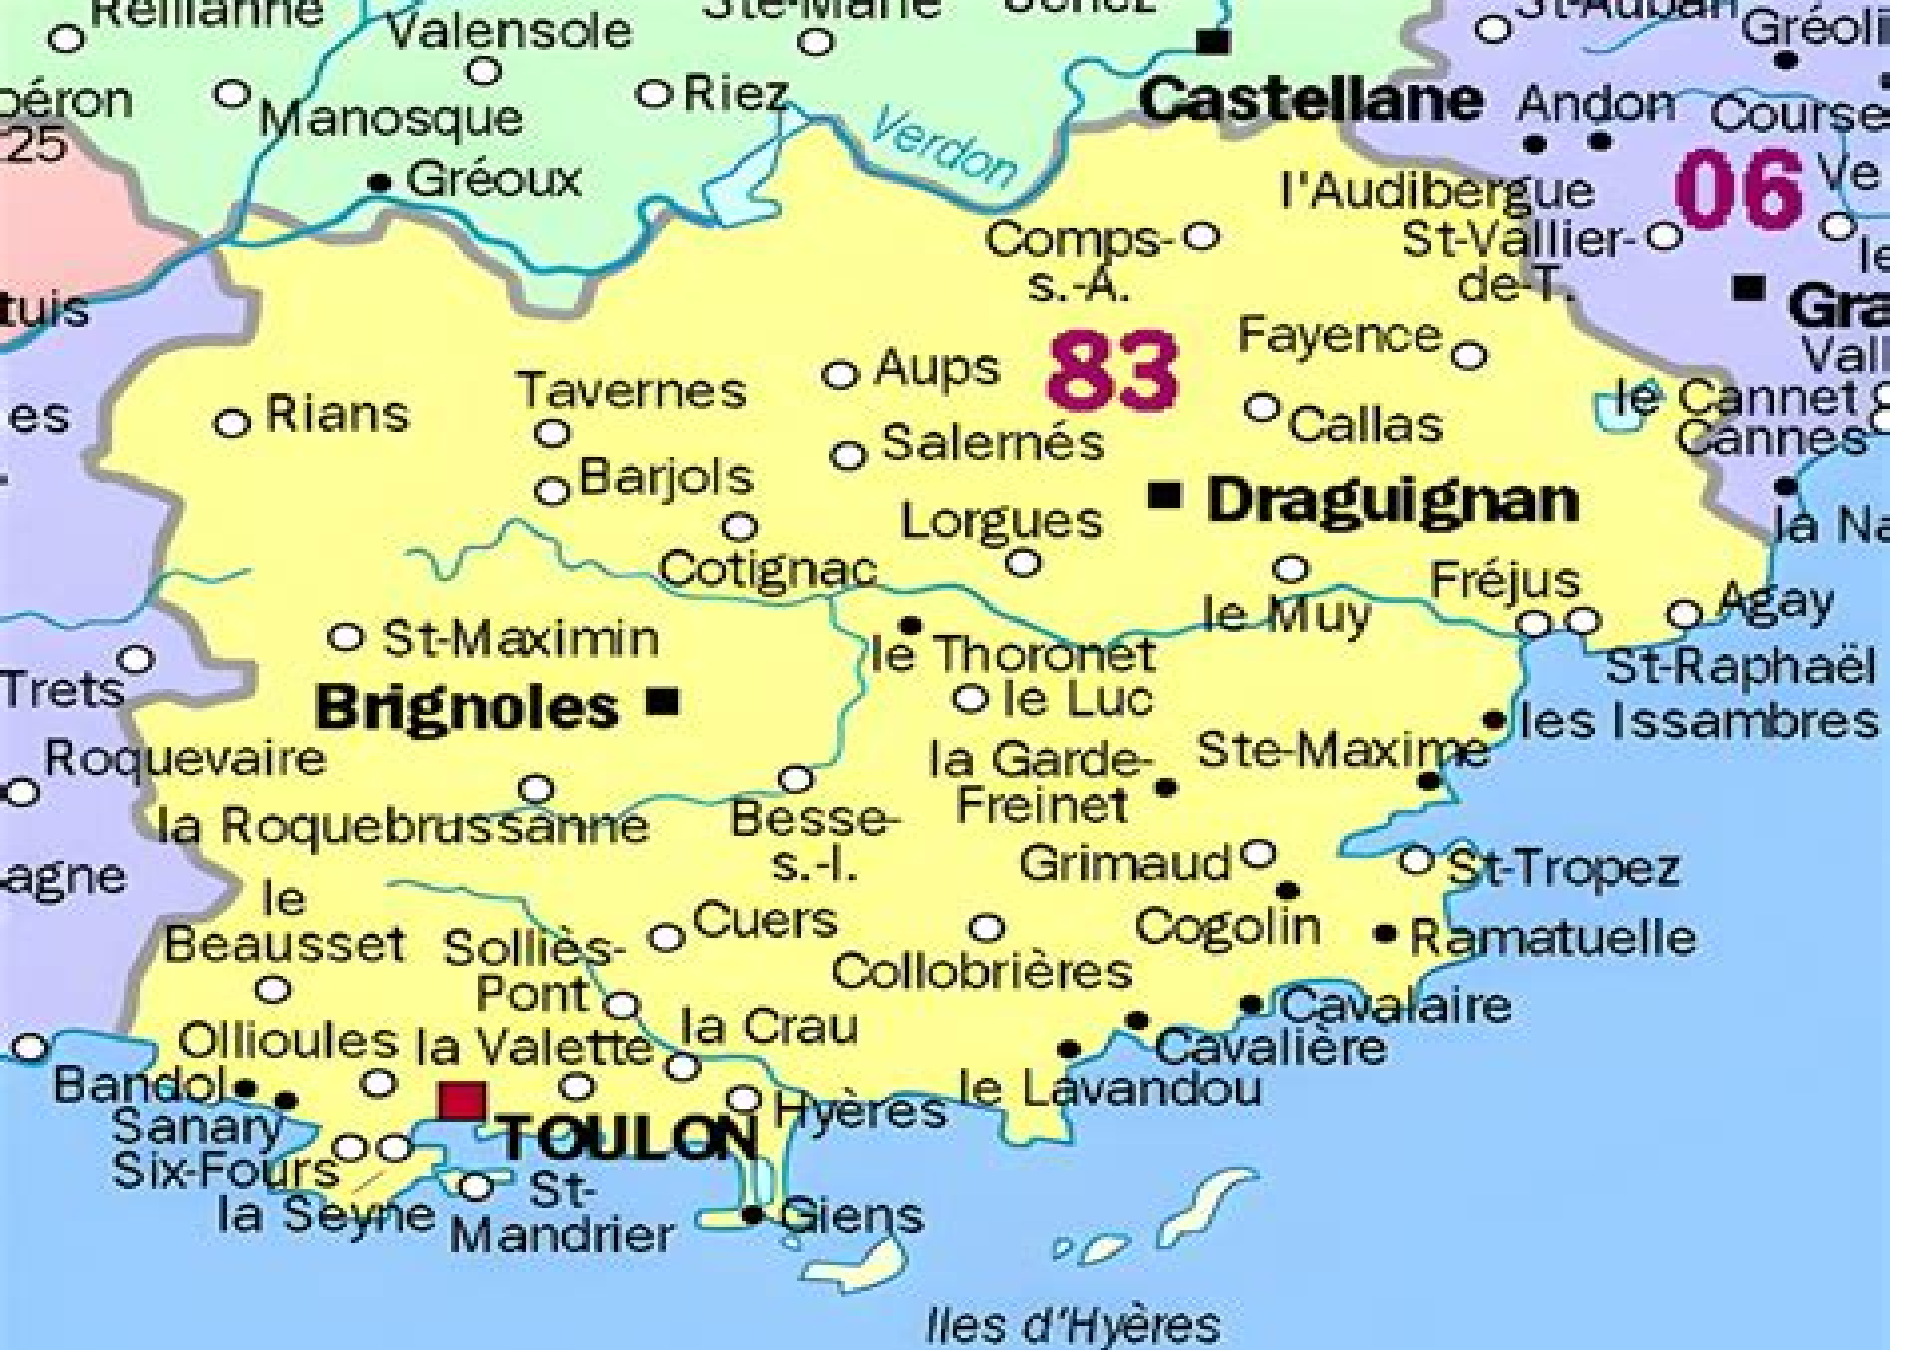 Valensole
Riez
Manosque
Castellane
Andon
25
Verdon
Gréoux
06
l'Audibergue
Comps-
s.-A.
St-Vallier-
de-T.
Fayence
83
Aups
Tavernes
Rians
Callas
le Cannet
Cannes
Salernés
Barjols
Draguignan
Lorgues
Cotignac
Fréjus
Agay
le Muy
St-Maximin
le Thoronet
St-Raphaël
Trets
Brignoles
le Luc
les Issambres
Roquevaire
la Garde-
Freinet
Ste-Maxime
la Roquebrussanne
Besse-
s.-I.
Grimaud
St-Tropez
le
Beausset
Cuers
Cogolin
Ramatuelle
Solliès-
Pont
Collobrières
Cavalaire
Ollioules
la Valette
la Crau
Cavalière
Bandol
le Lavandou
Hyères
Sanary
TOULON
Six-Fours
St-
Mandrier
la Seyne
Giens
Iles d'Hyères